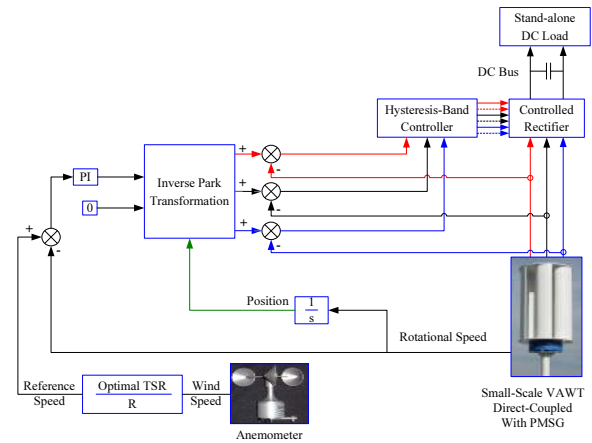 Stand-alone
DC Load
DC Bus
Hysteresis-Band
Controller
Controlled
Rectifier
+
-
PI
Inverse Park
Transformation
+
-
0
+
-
+
-
Position
1
s
Rotational Speed
Reference
Speed
Optimal TSR
R
Wind
Speed
Anemometer
Small-Scale VAWT
Direct-Coupled
With PMSG